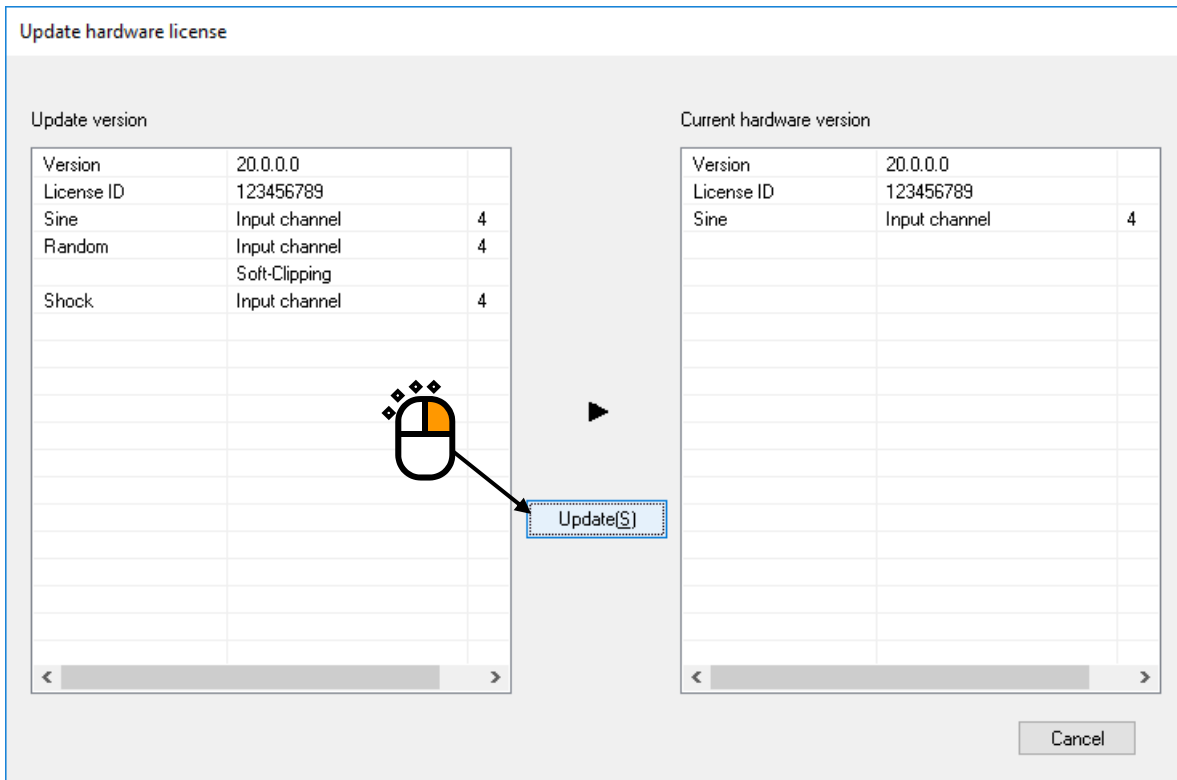 Update hardware license
Update version
Version 20.0.0.0
License ID 123456789
Sine Input channel 4
Random Input channel 4
Soft-Clipping
Shock Input channel 4
Update(S)
Current hardware version
Version 20.0.0.0
License ID 123456789
Sine Input channel 4
Cancel